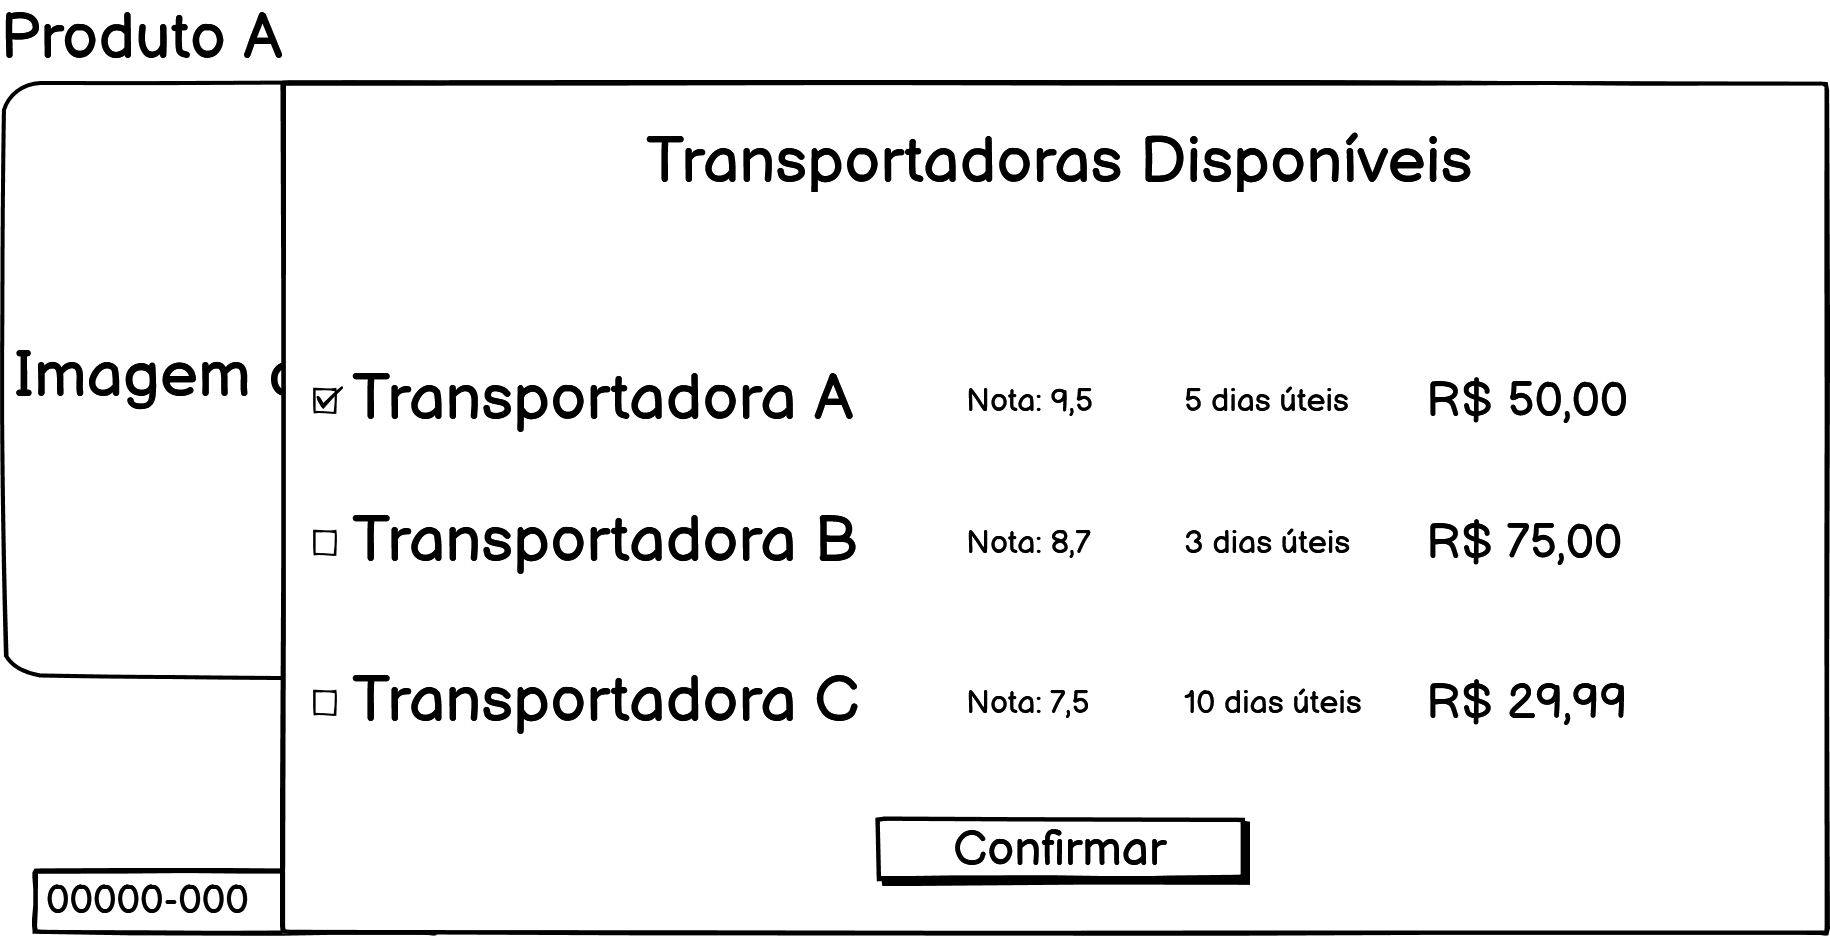 Produto A
Transportadoras Disponíveis
Imagem
Transportadora A Nota: 9,5 5 dias úteis R$ 50,00
Transportadora B Nota: 8,7 3 dias úteis R$ 75,00
Transportadora C Nota: 7,5 10 dias úteis R$ 29,99
Confirmar
00000-000